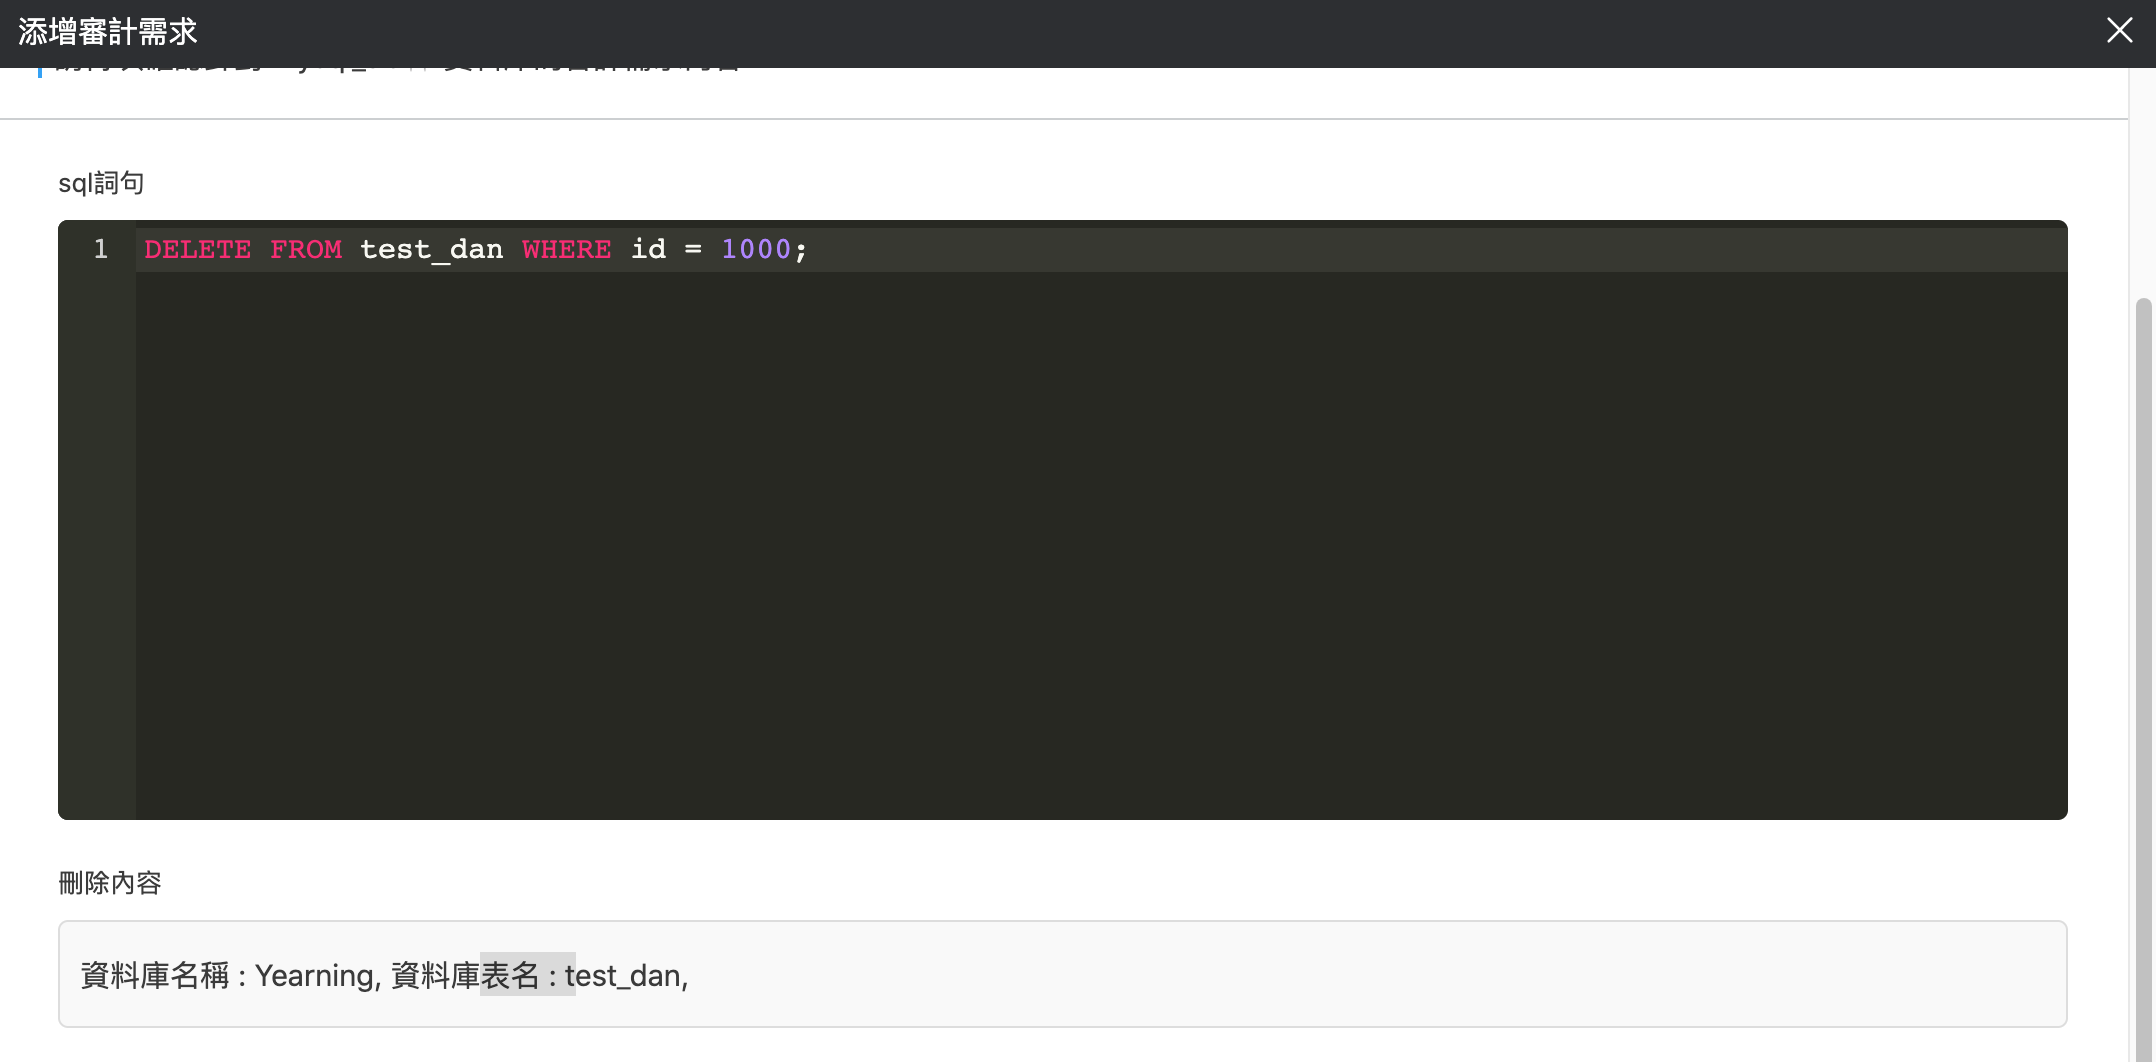 添增審計需求
sql詞句
1 DELETE FROM test_dan WHERE id = 1000;
刪除內容
資料庫名稱 : Yearning, 資料庫表名 : test_dan,